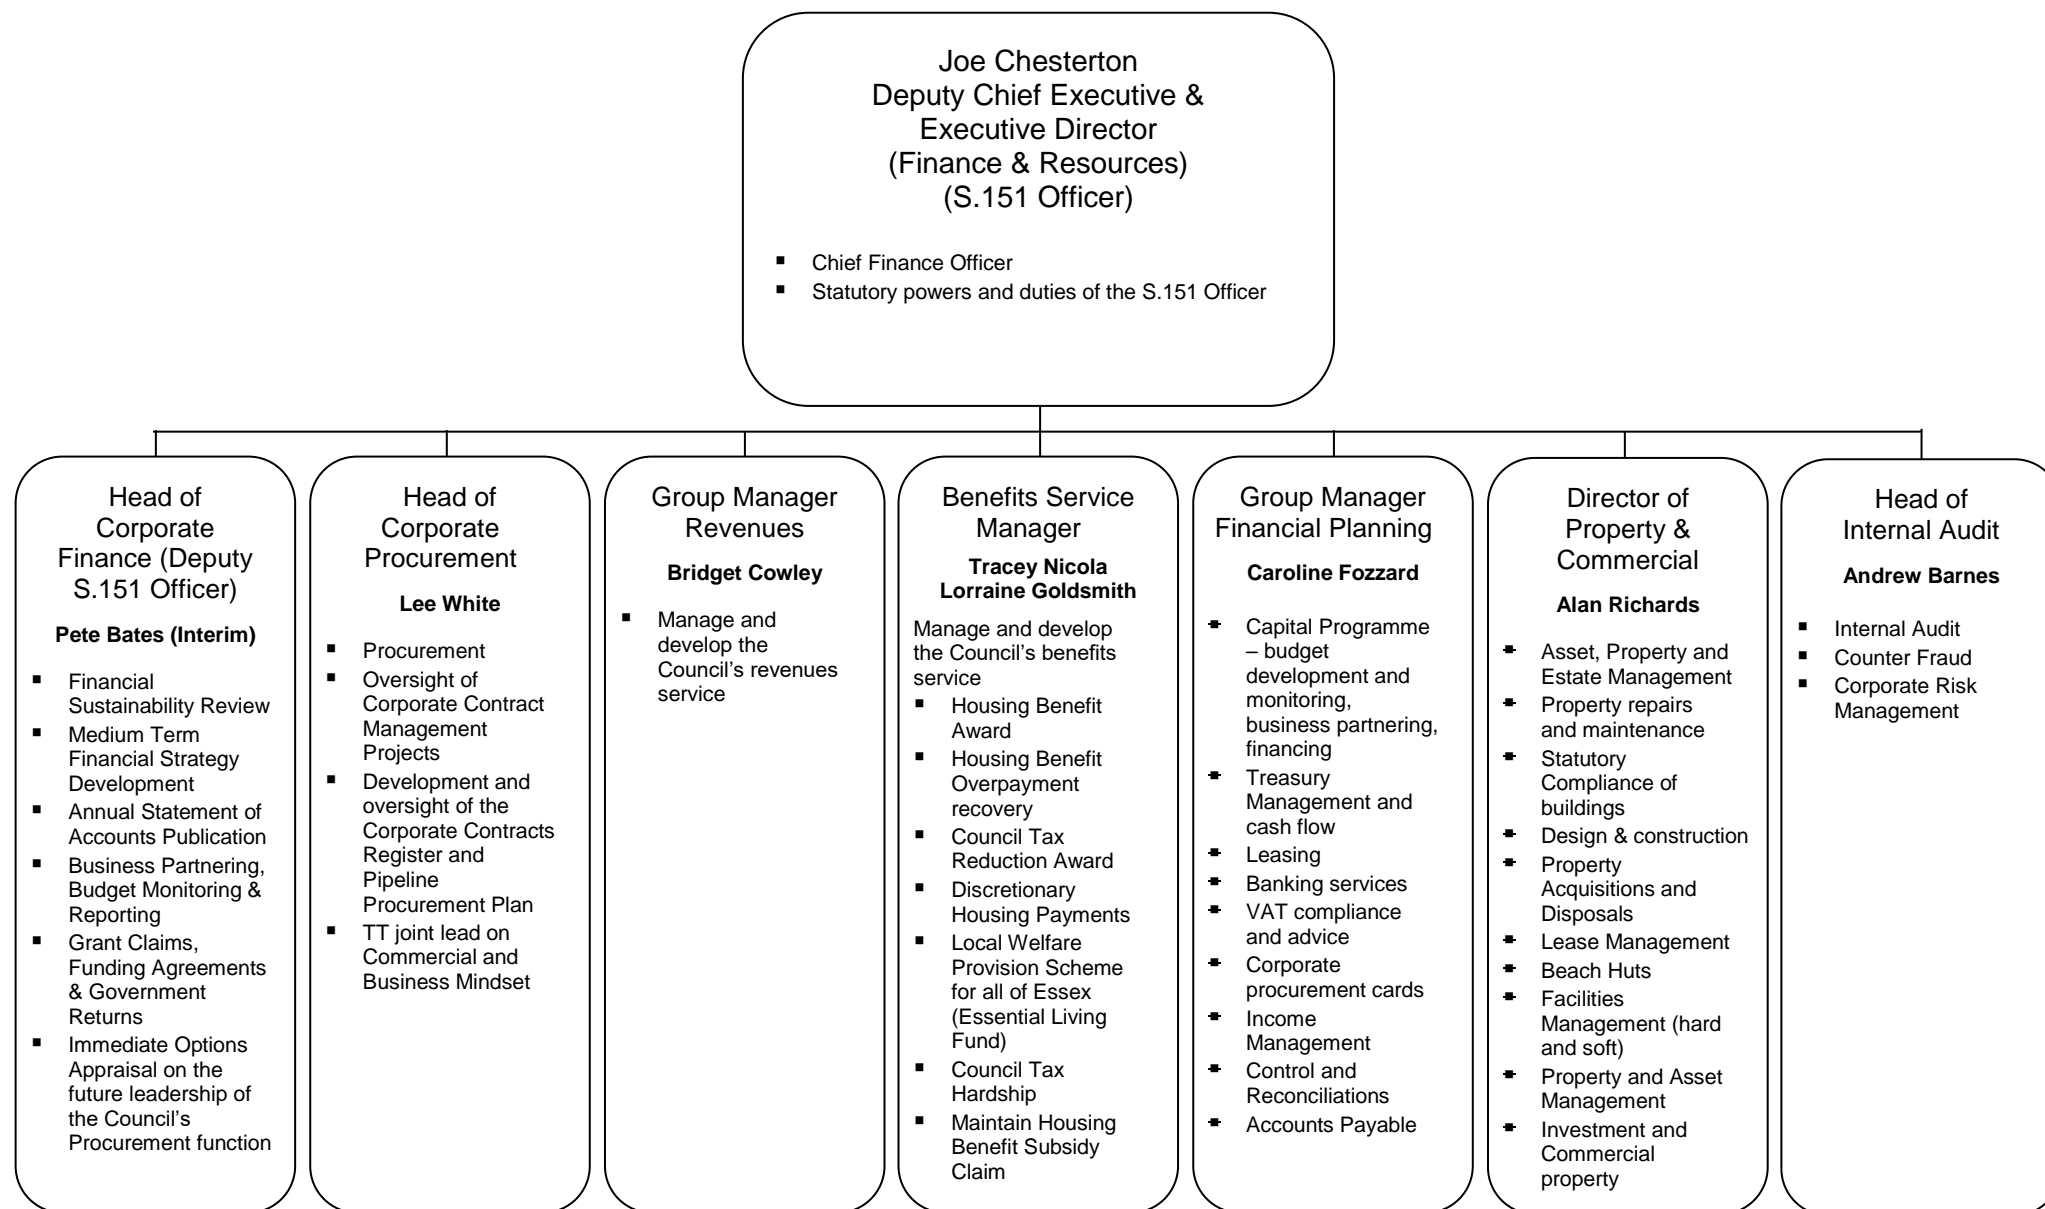 Joe Chesterton
Deputy Chief Executive &
Executive Director
(Finance & Resources)
(S.151 Officer)
▪ Chief Finance Officer
▪ Statutory powers and duties of the S.151 Officer
Head of
Corporate
Finance (Deputy
S.151 Officer)
Pete Bates (Interim)
▪ Financial
Sustainability Review
▪ Medium Term
Financial Strategy
Development
▪ Annual Statement of
Accounts Publication
▪ Business Partnering,
Budget Monitoring &
Reporting
▪ Grant Claims,
Funding Agreements
& Government
Returns
▪ Immediate Options
Appraisal on the
future leadership of
the Council’s
Procurement function
Head of
Corporate
Procurement
Lee White
▪ Procurement
▪ Oversight of
Corporate Contract
Management
Projects
▪ Development and
oversight of the
Corporate Contracts
Register and
Pipeline
Procurement Plan
▪ TT joint lead on
Commercial and
Business Mindset
Group Manager
Revenues
Bridget Cowley
▪ Manage and
develop the
Council’s revenues
service
Benefits Service
Manager
Tracey Nicola
Lorraine Goldsmith
Manage and develop
the Council’s benefits
service
▪ Housing Benefit
Award
▪ Housing Benefit
Overpayment
recovery
▪ Council Tax
Reduction Award
▪ Discretionary
Housing Payments
▪ Local Welfare
Provision Scheme
for all of Essex
(Essential Living
Fund)
▪ Council Tax
Hardship
▪ Maintain Housing
Benefit Subsidy
Claim
Group Manager
Financial Planning
Caroline Fozzard
▪ Capital Programme
– budget
development and
monitoring,
business partnering,
financing
▪ Treasury
Management and
cash flow
▪ Leasing
▪ Banking services
▪ VAT compliance
and advice
▪ Corporate
procurement cards
▪ Income
Management
▪ Control and
Reconciliations
▪ Accounts Payable
Director of
Property &
Commercial
Alan Richards
▪ Asset, Property and
Estate Management
▪ Property repairs
and maintenance
▪ Statutory
Compliance of
buildings
▪ Design & construction
▪ Property
Acquisitions and
Disposals
▪ Lease Management
▪ Beach Huts
▪ Facilities
Management (hard
and soft)
▪ Property and Asset
Management
▪ Investment and
Commercial
property
Head of
Internal Audit
Andrew Barnes
▪ Internal Audit
▪ Counter Fraud
▪ Corporate Risk
Management